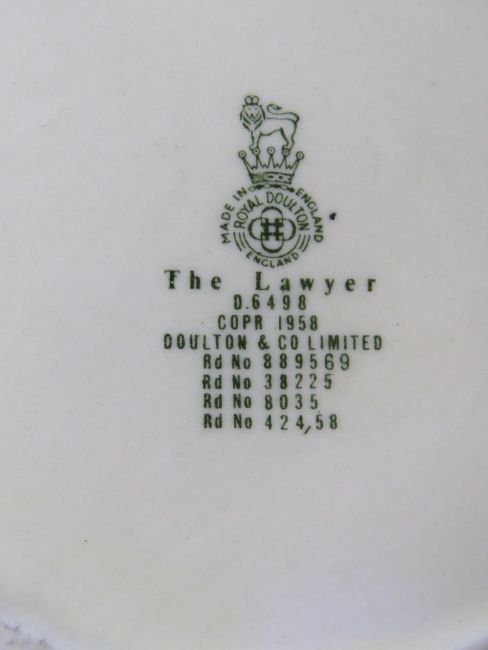 MADE IN ENGLAND
ROYAL DOULTON
ENGLAND
The Lawyer
D.6498
COPR 1958
DOULTON & CO LIMITED
Rd No 889569
Rd No 38225
Rd No 8035
Rd No 424/58